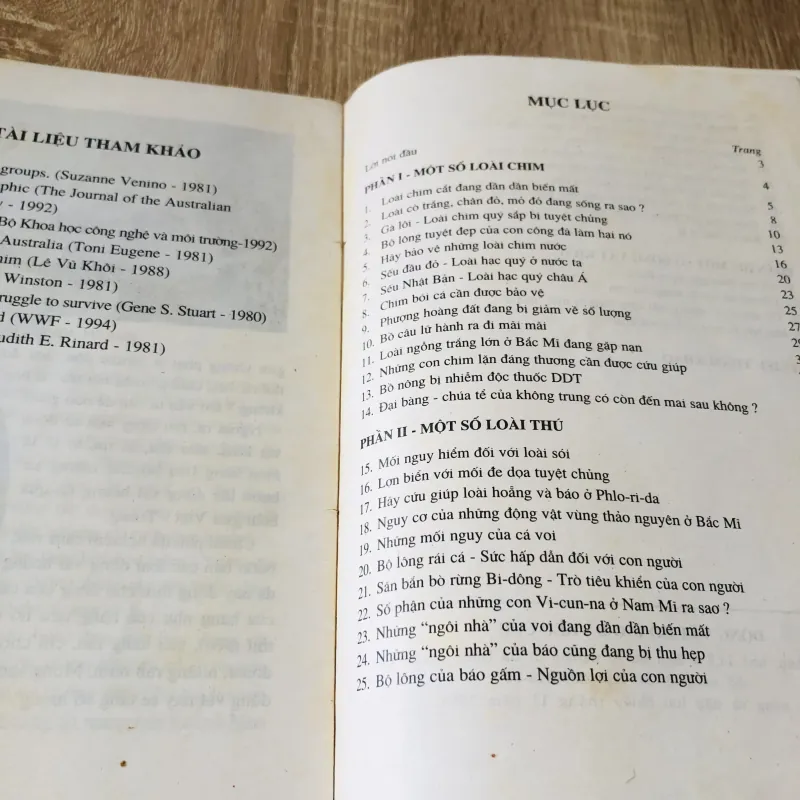 TÀI LIỆU THAM KHẢO
groups. (Suzanne Venino - 1981)
phic (The Journal of the Australian
- 1992)
Bộ Khoa học công nghệ và môi trường-1992)
Australia (Toni Eugene - 1981)
him (Lê Vũ Khôi - 1988)
Winston - 1981)
ruggle to survive (Gene S. Stuart - 1980)
d (WWF - 1994)
udith E. Rinard - 1981)
MỤC LỤC
Trang
Lời nói đầu 3
PHẦN I - MỘT SỐ LOÀI CHIM 4
1. Loài chim cắt đang dần dần biến mất
2. Loài cò trắng, chân đỏ, mỏ đỏ đang sống ra sao ? 5
3. Gà lôi - Loài chim quý sắp bị tuyệt chủng 8
4. Bộ lông tuyệt đẹp của con công đã làm hại nó 10
5. Hãy bảo vệ những loài chim nước 13
6. Sếu đầu đỏ - Loài hạc quý ở nước ta 16
7. Sếu Nhật Bản - Loài hạc quý châu Á 20
8. Chim bói cá cần được bảo vệ 23
9. Phượng hoàng đất đang bị giảm về số lượng 25
10. Bồ câu lữ hành ra đi mãi mãi 27
11. Loài ngỗng trắng lớn ở Bắc Mĩ đang gặp nạn
12. Những con chim lặn đáng thương cần được cứu giúp
13. Bồ nông bị nhiễm độc thuốc DDT
14. Đại bàng - chúa tể của không trung có còn đến mai sau không ?
PHẦN II - MỘT SỐ LOÀI THÚ
15. Mối nguy hiểm đối với loài sói
16. Lợn biển với mối đe dọa tuyệt chủng
17. Hãy cứu giúp loài hoẵng và báo ở Phlo-ri-da
18. Nguy cơ của những động vật vùng thảo nguyên ở Bắc Mĩ
19. Những mối nguy của cá voi
20. Bộ lông rái cá - Sức hấp dẫn đối với con người
21. Săn bắn bò rừng Bi-dông - Trò tiêu khiển của con người
22. Số phận của những con Vi-cun-na ở Nam Mĩ ra sao ?
23. Những “ngôi nhà” của voi đang dần dần biến mất
24. Những “ngôi nhà” của báo cũng đang bị thu hẹp
25. Bộ lông của báo gấm - Nguồn lợi của con người